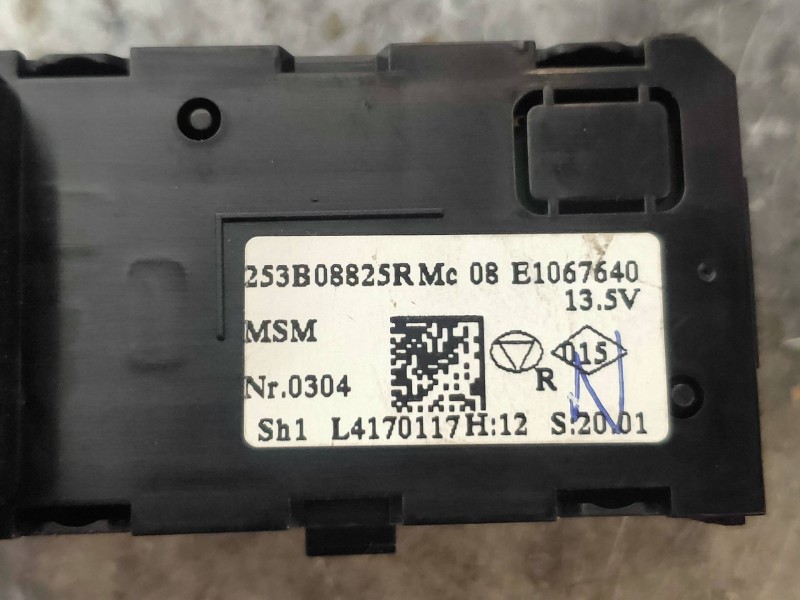 253B08825R Mc 08 E1067640
13.5V
MSM
015
R
Nr.0304
N
Sh1 L4170117 H:12 S:20.01